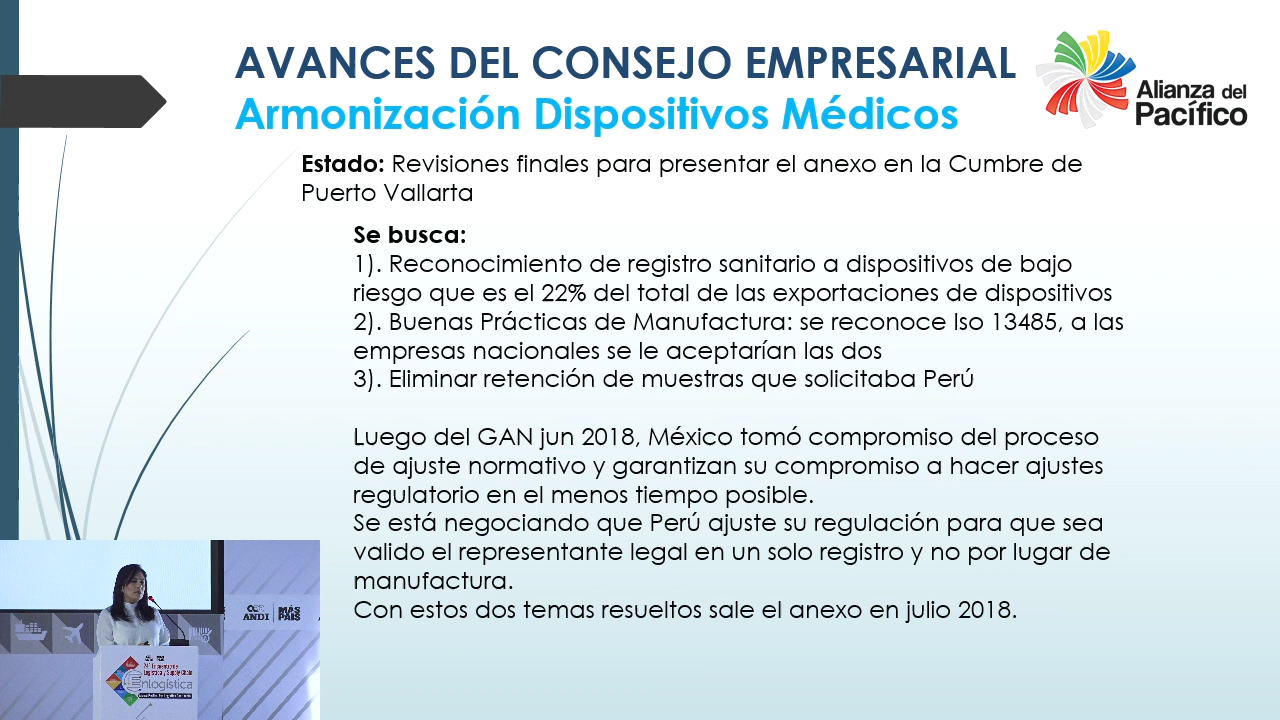 AVANCES DEL CONSEJO EMPRESARIAL
Armonización Dispositivos Médicos
Alianza del
Pacífico
Estado: Revisiones finales para presentar el anexo en la Cumbre de
Puerto Vallarta
Se busca:
1). Reconocimiento de registro sanitario a dispositivos de bajo
riesgo que es el 22% del total de las exportaciones de dispositivos
2). Buenas Prácticas de Manufactura: se reconoce Iso 13485, a las
empresas nacionales se le aceptarían las dos
3). Eliminar retención de muestras que solicitaba Perú
Luego del GAN jun 2018, México tomó compromiso del proceso
de ajuste normativo y garantizan su compromiso a hacer ajustes
regulatorio en el menos tiempo posible.
Se está negociando que Perú ajuste su regulación para que sea
valido el representante legal en un solo registro y no por lugar de
manufactura.
Con estos dos temas resueltos sale el anexo en julio 2018.
ANDI
MÁS
PAÍS
Encuentro de
Logística y Supply Chain
Enlogística